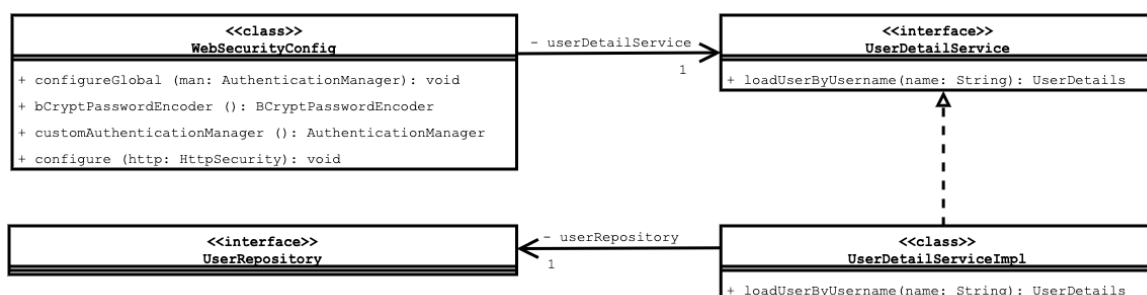 <<class>>
WebSecurityConfig
+ configureGlobal (man: AuthenticationManager): void
+ bCryptPasswordEncoder (): BCryptPasswordEncoder
+ customAuthenticationManager (): AuthenticationManager
+ configure (http: HttpSecurity): void
- userDetailService
1
<<interface>>
UserDetailService
+ loadUserByUsername(name: String): UserDetails
<<interface>>
UserRepository
- userRepository
1
<<class>>
UserDetailServiceImpl
+ loadUserByUsername(name: String): UserDetails